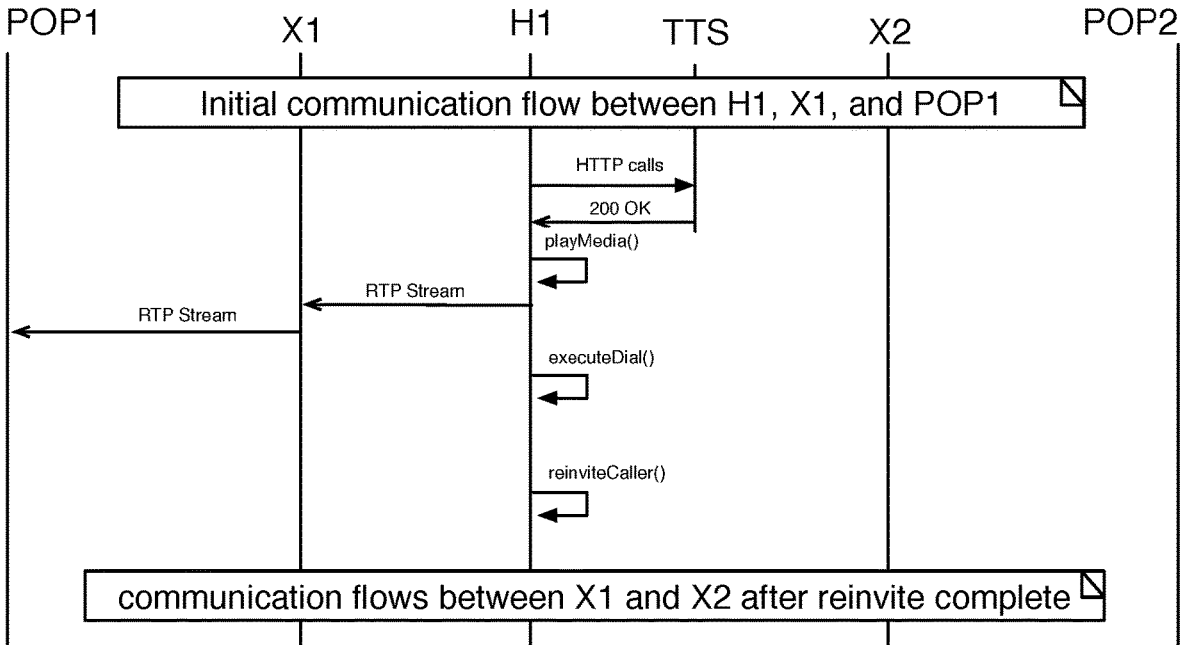 POP1 X1 H1 TTS X2 POP2
Initial communication flow between H1, X1, and POP1
HTTP calls
200 OK
playMedia()
RTP Stream
RTP Stream
executeDial()
reinviteCaller()
communication flows between X1 and X2 after reinvite complete